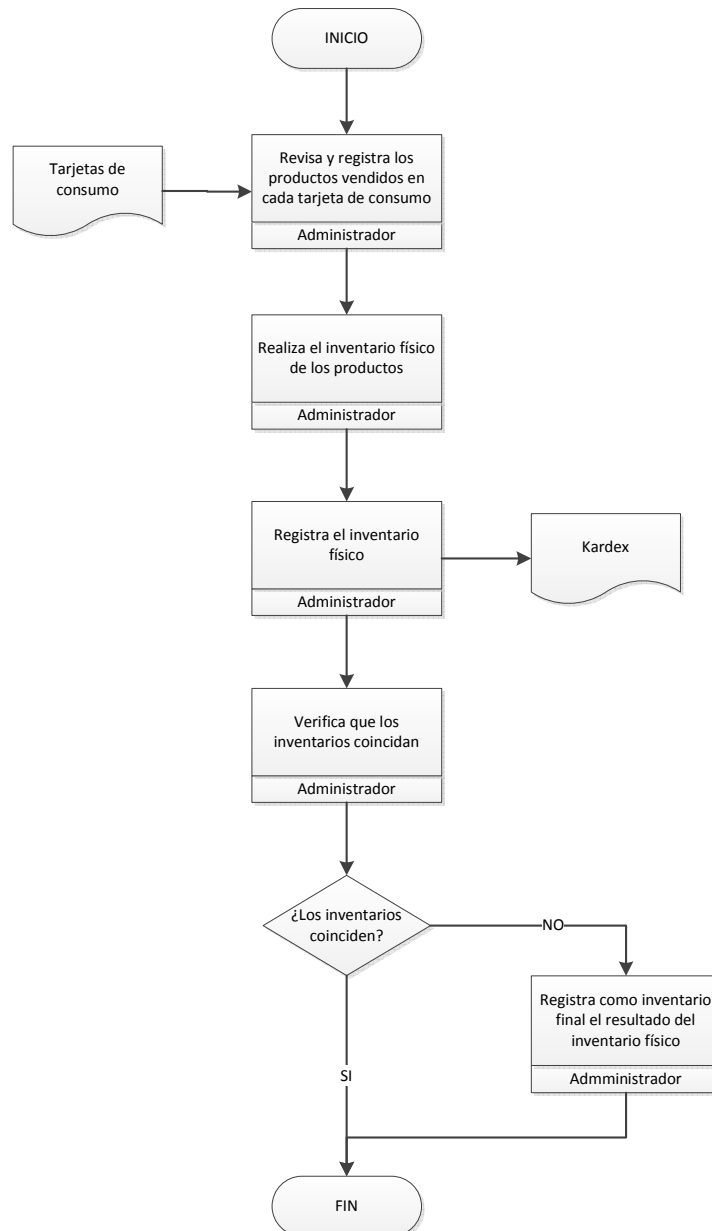 INICIO
Tarjetas de
consumo
Revisa y registra los
productos vendidos en
cada tarjeta de consumo
Administrador
Realiza el inventario físico
de los productos
Administrador
Registra el inventario
físico
Administrador
Kardex
Verifica que los
inventarios coincidan
Administrador
¿Los inventarios
coinciden?
NO
Registra como inventario
final el resultado del
inventario físico
Admministrador
SI
FIN